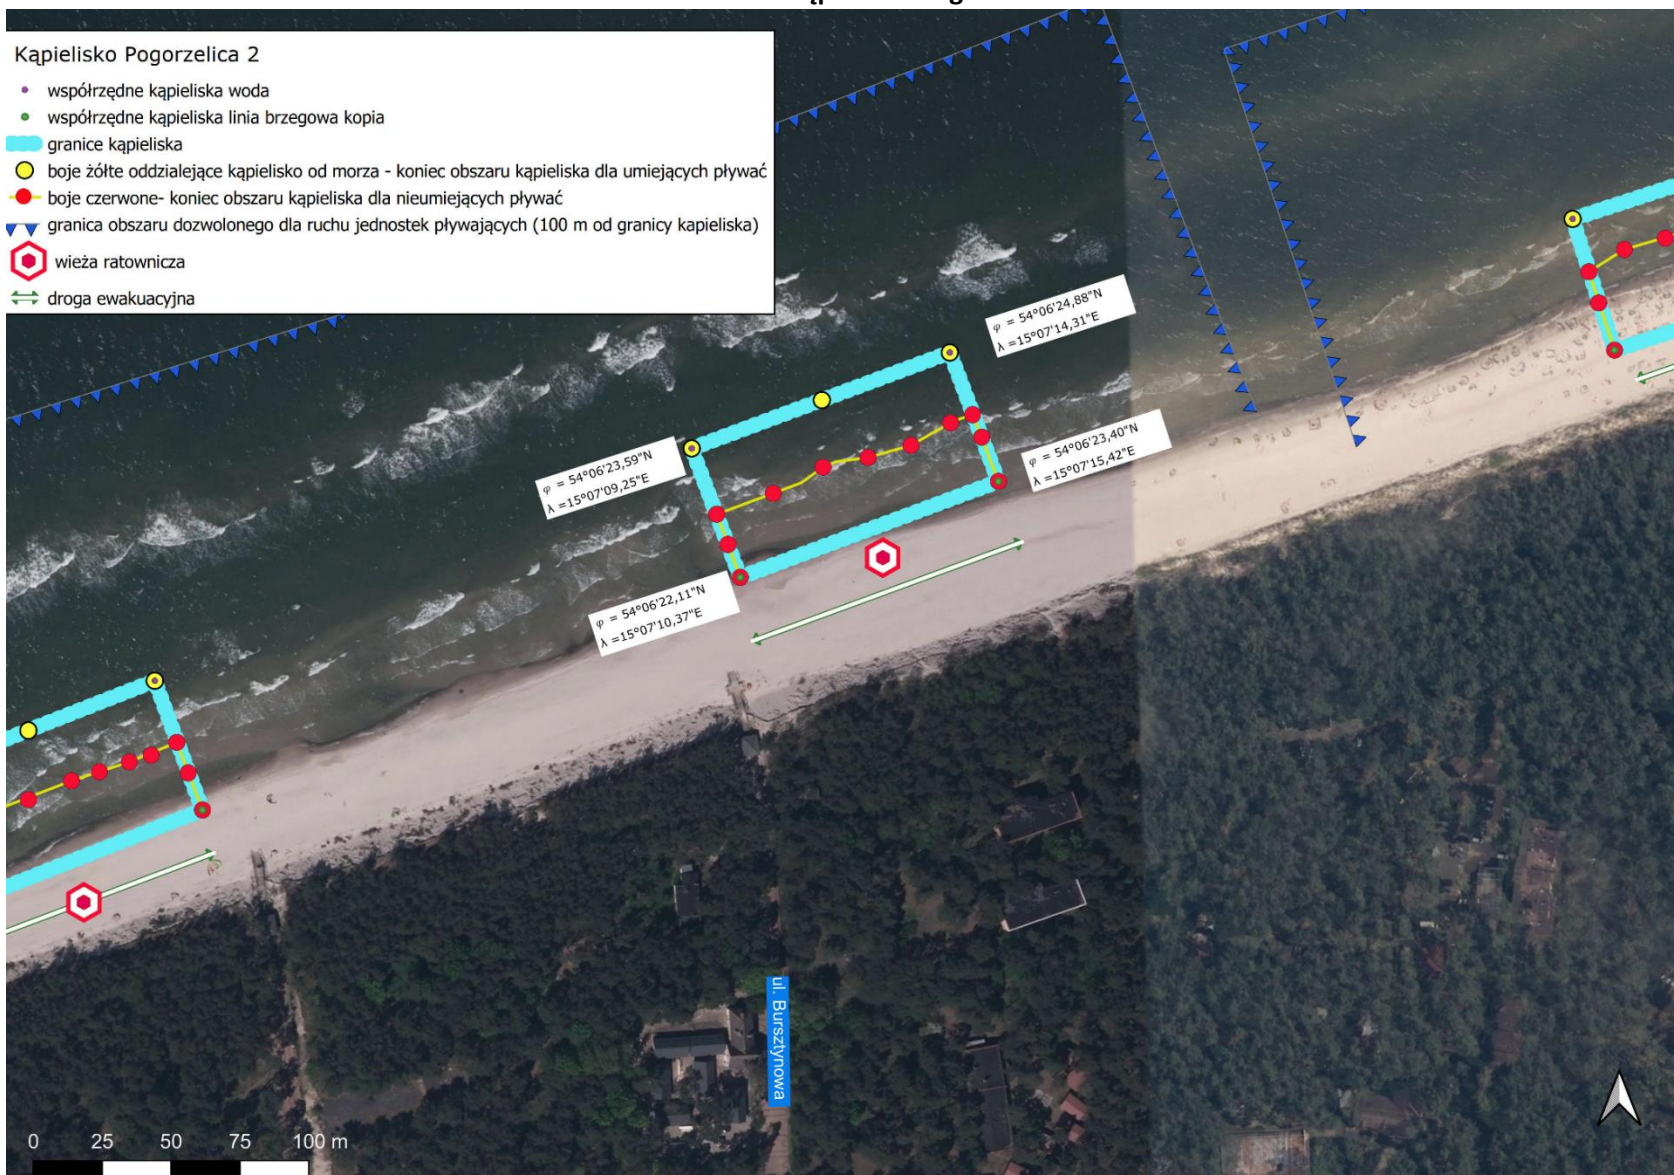 Kąpielisko Pogorzelica 2
współrzędne kąpieliska woda
współrzędne kąpieliska linia brzegowa kopia
granice kąpieliska
boje żółte oddzialejące kąpielisko od morza - koniec obszaru kąpieliska dla umiejących pływać
boje czerwone- koniec obszaru kąpieliska dla nieumiejących pływać
granica obszaru dozwolonego dla ruchu jednostek pływających (100 m od granicy kapieliska)
wieża ratownicza
droga ewakuacyjna
φ = 54°06'24,88"N
λ =15°07'14,31"E
φ = 54°06'23,59"N
λ =15°07'09,25"E
φ = 54°06'23,40"N
λ =15°07'15,42"E
φ = 54°06'22,11"N
λ =15°07'10,37"E
ul. Bursztynowa
0 25 50 75 100 m